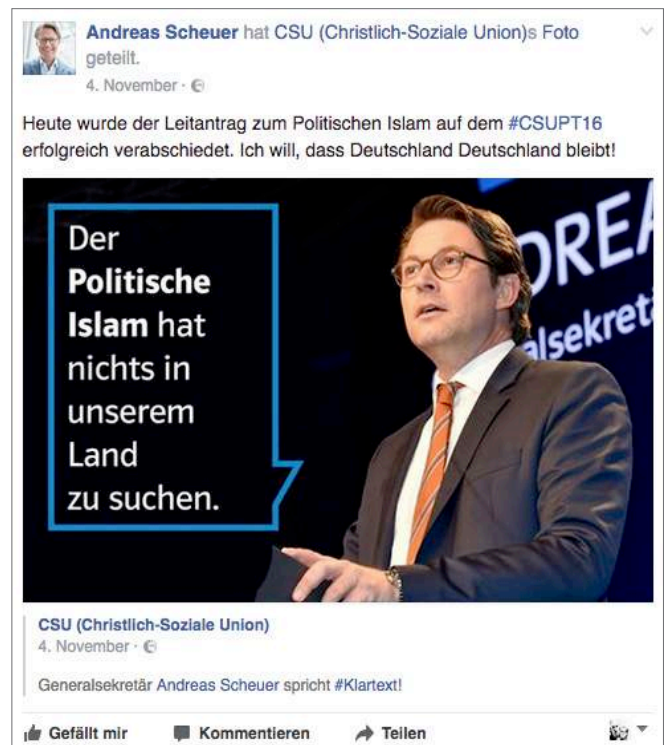 Andreas Scheuer hat CSU (Christlich-Soziale Union)s Foto
geteilt.
4. November ·
Heute wurde der Leitantrag zum Politischen Islam auf dem #CSUPT16
erfolgreich verabschiedet. Ich will, dass Deutschland Deutschland bleibt!
Der
Politische
Islam hat
nichts in
unserem
Land
zu suchen.
DREA
alsekretä
CSU (Christlich-Soziale Union)
4. November ·
Generalsekretär Andreas Scheuer spricht #Klartext!
Gefällt mir Kommentieren Teilen